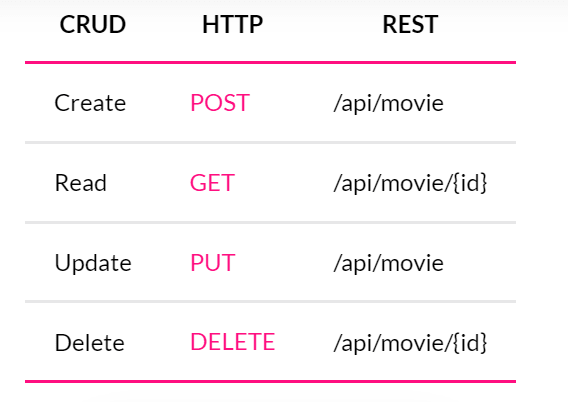 CRUD HTTP REST
Create POST /api/movie
Read GET /api/movie/{id}
Update PUT /api/movie
Delete DELETE /api/movie/{id}